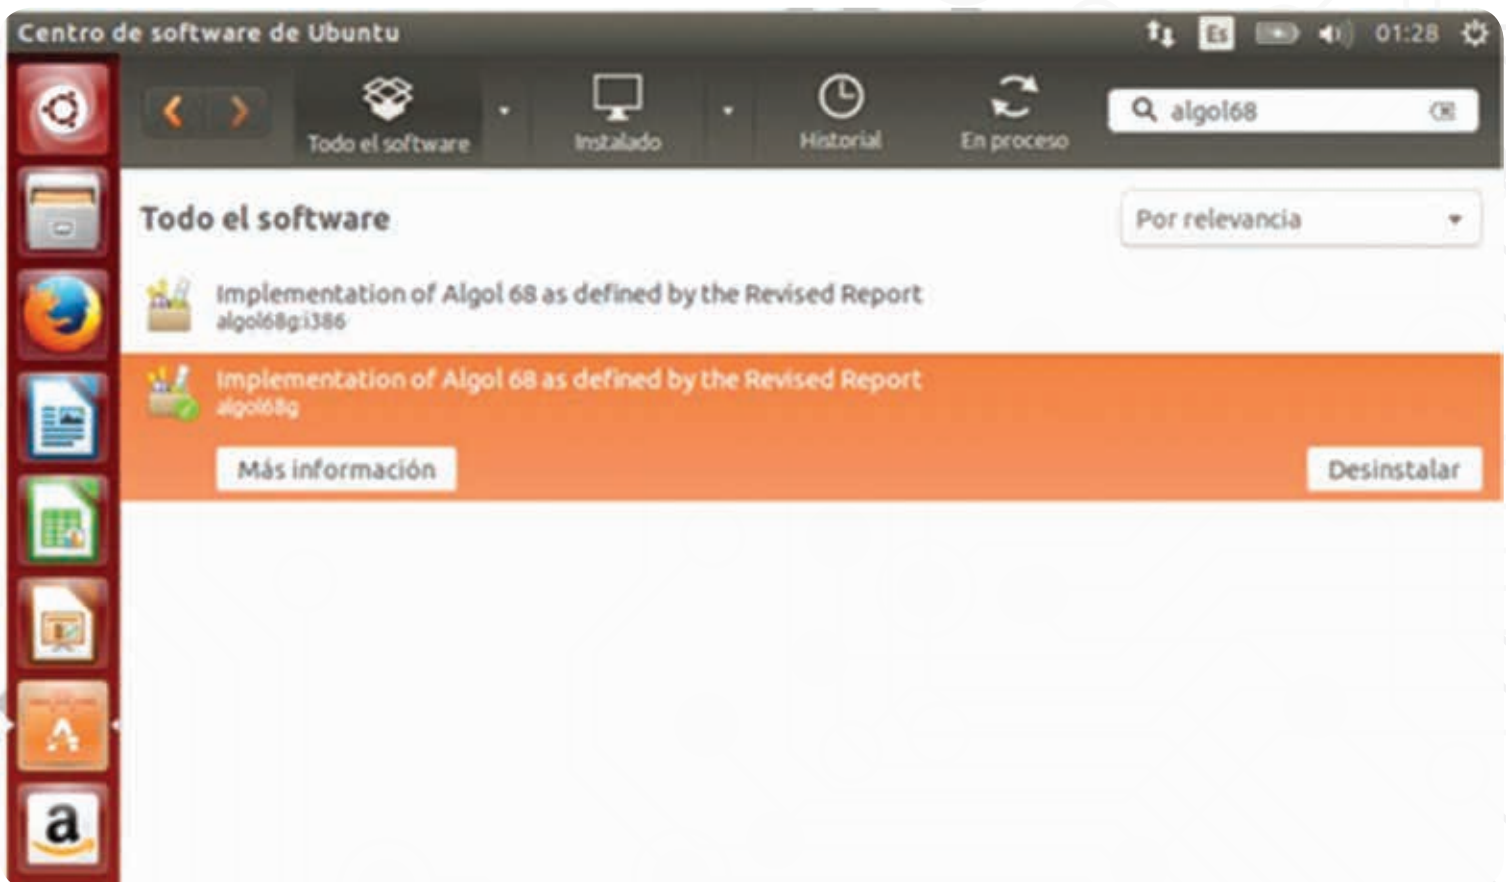 Centro de software de Ubuntu
Es
01:28
Todo el software
Instalado
Historial
En proceso
algol68
Todo el software
Por relevancia
Implementation of Algol 68 as defined by the Revised Report
algol68g:i386
Implementation of Algol 68 as defined by the Revised Report
algol68g
Más información
Desinstalar
A
a